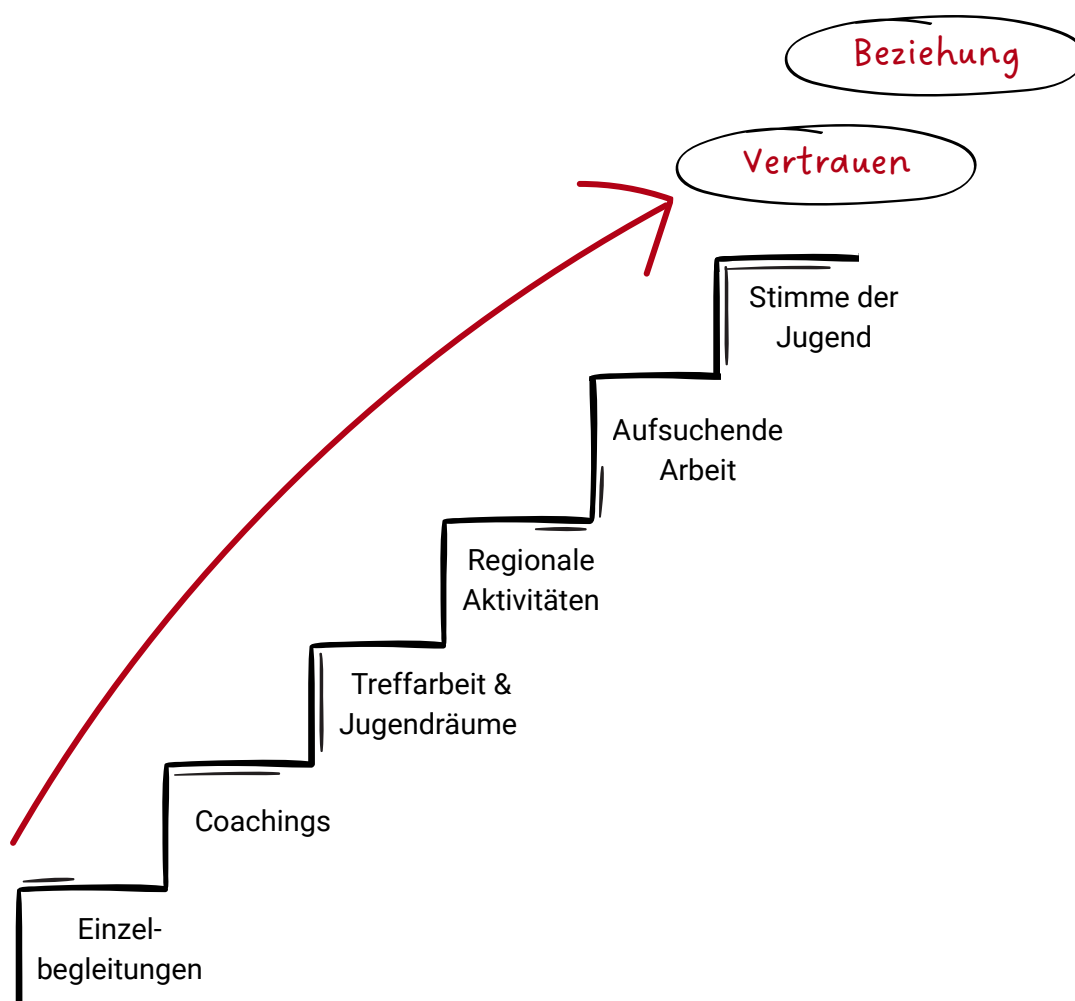 Beziehung
Vertrauen
Stimme der
Jugend
Aufsuchende
Arbeit
Regionale
Aktivitäten
Treffarbeit &
Jugendräume
Coachings
Einzel-
begleitungen